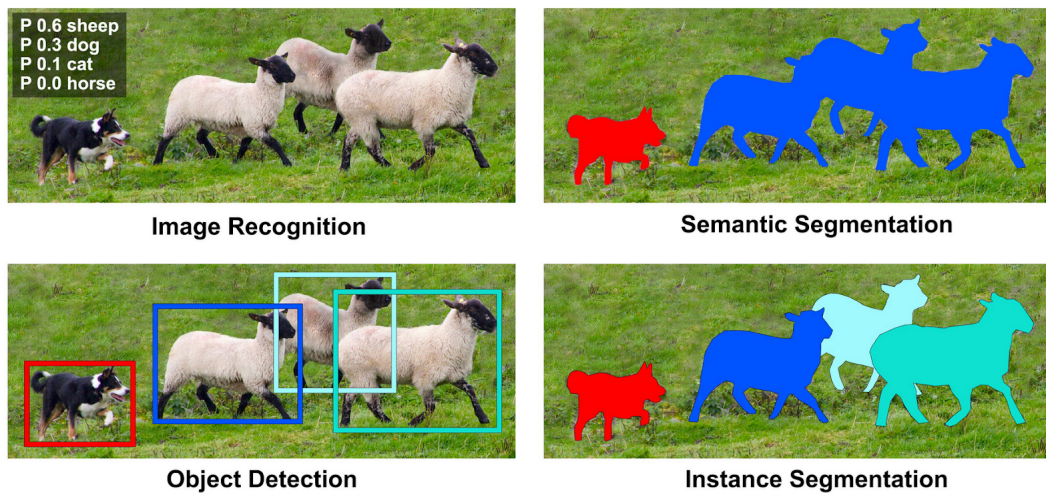 P 0.6 sheep
P 0.3 dog
P 0.1 cat
P 0.0 horse
Image Recognition
Semantic Segmentation
Object Detection
Instance Segmentation